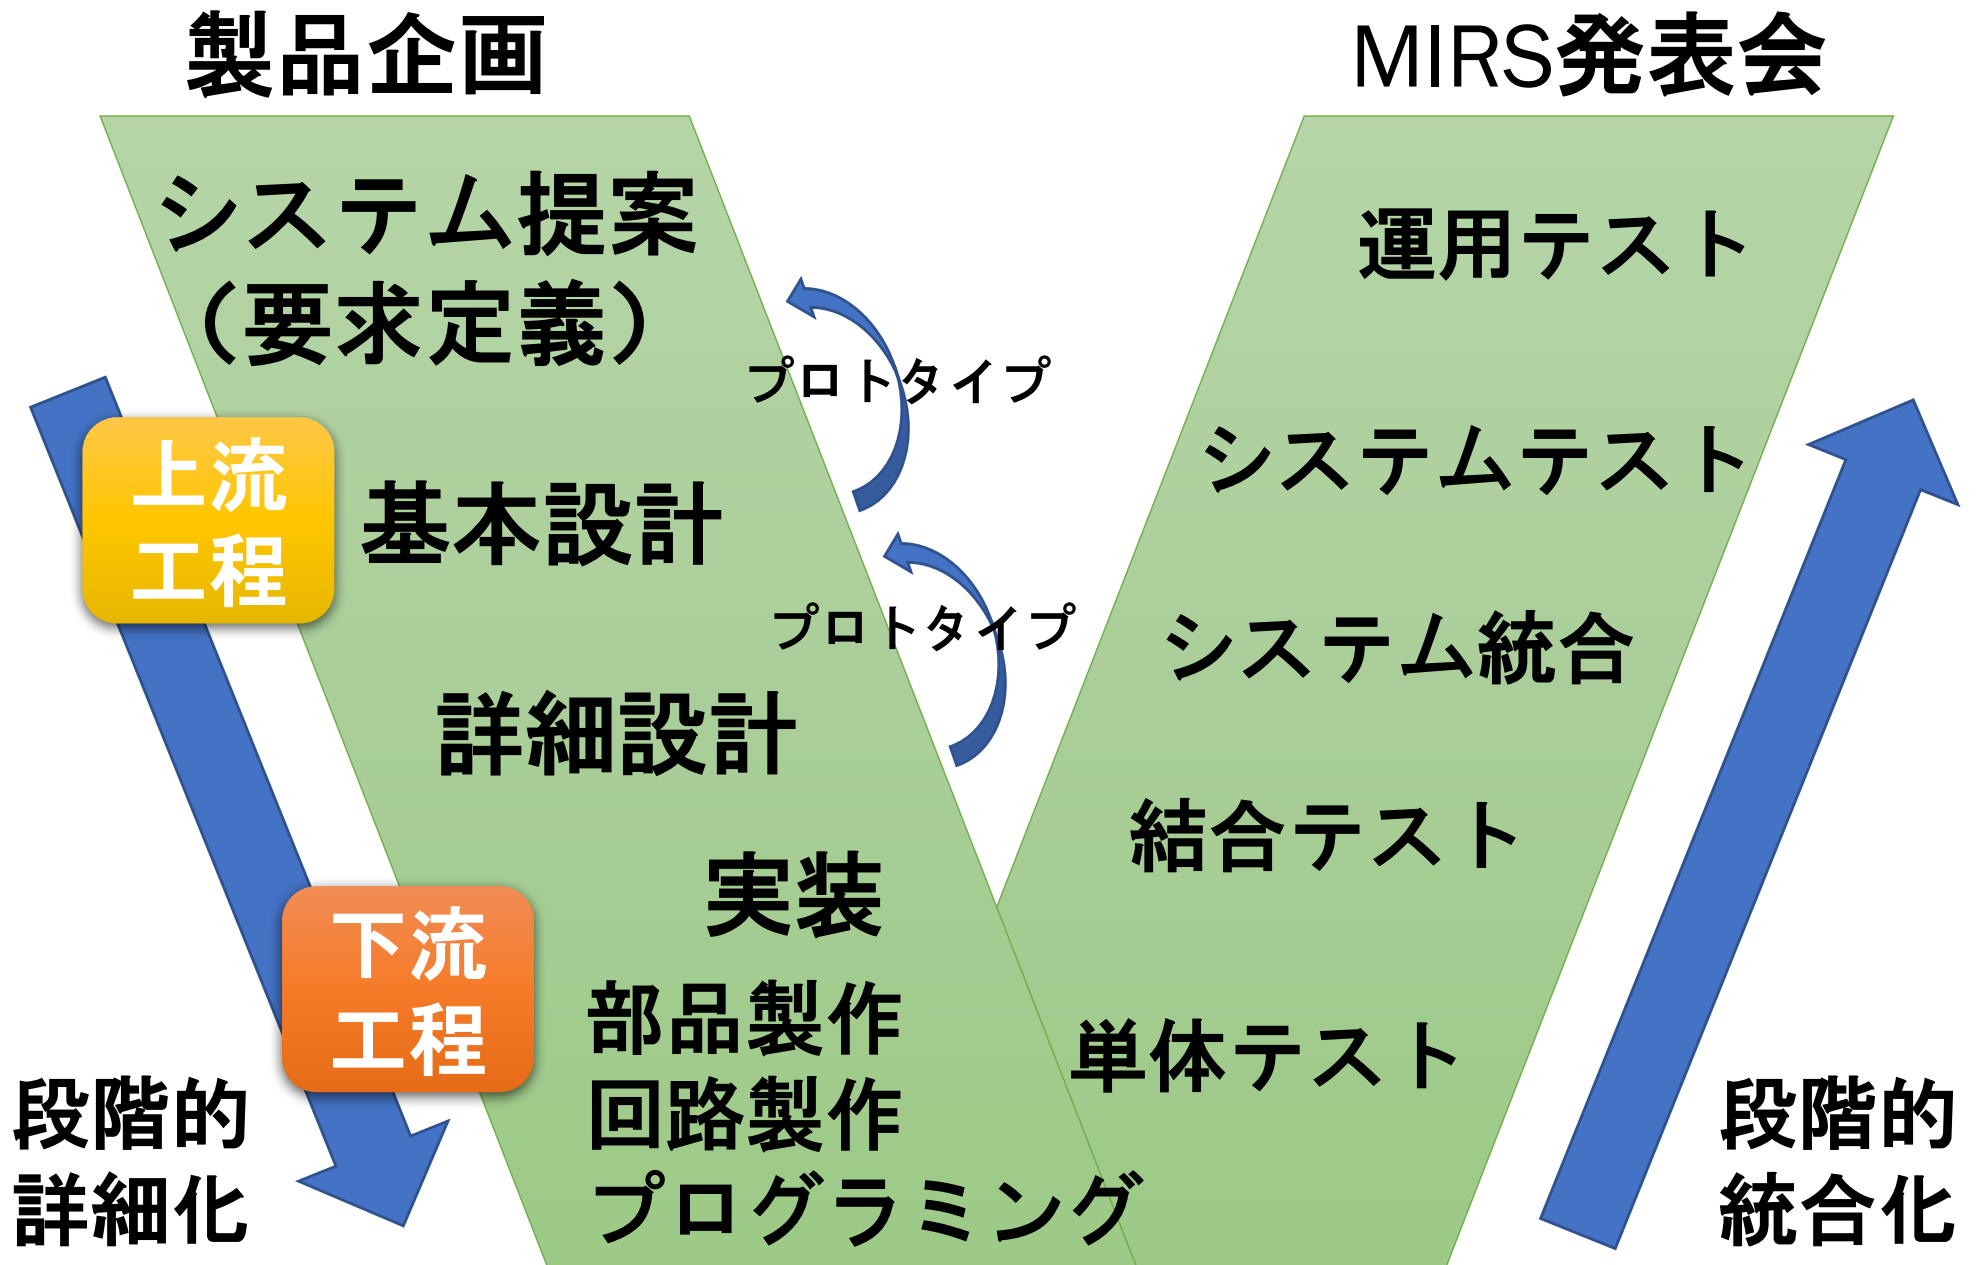 製品企画
システム提案
（要求定義）
上流
工程
基本設計
詳細設計
下流
工程
実装
部品製作
回路製作
プログラミング
段階的
詳細化
プロトタイプ
プロトタイプ
MIRS発表会
運用テスト
システムテスト
システム統合
結合テスト
単体テスト
段階的
統合化